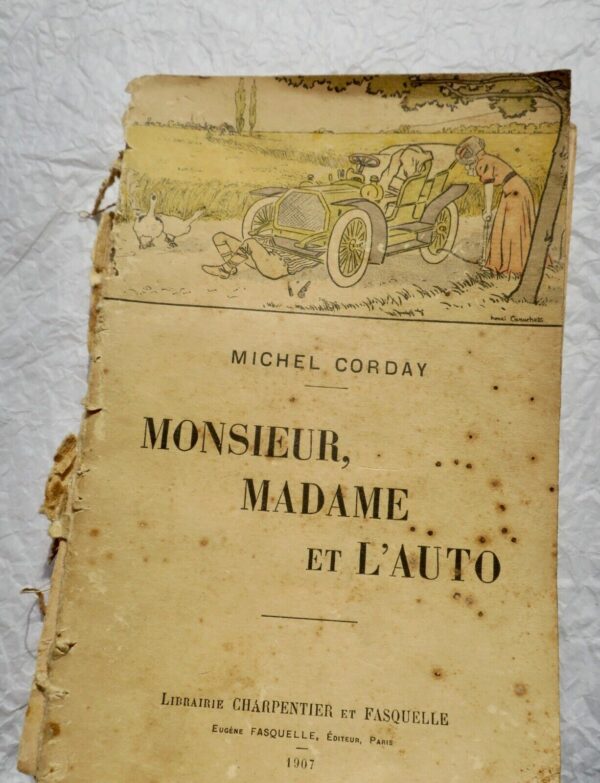 MICHEL CORDAY
MONSIEUR,
MADAME
ET L'AUTO
LIBRAIRIE CHARPENTIER ET FASQUELLE
EUGÈNE FASQUELLE, ÉDITEUR, PARIS
1907